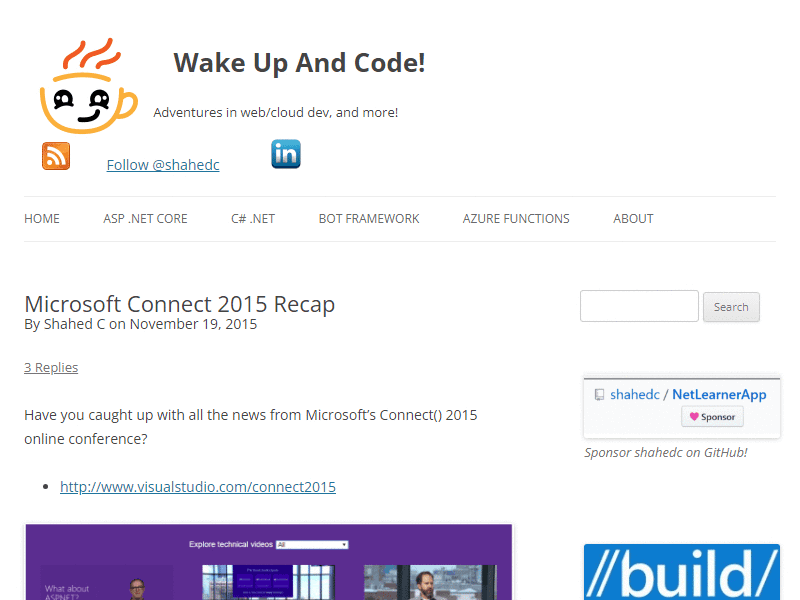 Wake Up And Code!
Adventures in web/cloud dev, and more!
Follow @shahedc
in
HOME
ASP .NET CORE
C# .NET
BOT FRAMEWORK
AZURE FUNCTIONS
ABOUT
Microsoft Connect 2015 Recap
By Shahed C on November 19, 2015
3 Replies
Have you caught up with all the news from Microsoft's Connect() 2015
online conference?
http://www.visualstudio.com/connect2015
Explore technical videos All
What about
ASP.NET?
Search
shahedc / NetLearnerApp
Sponsor
Sponsor shahedc on GitHub!
//build/